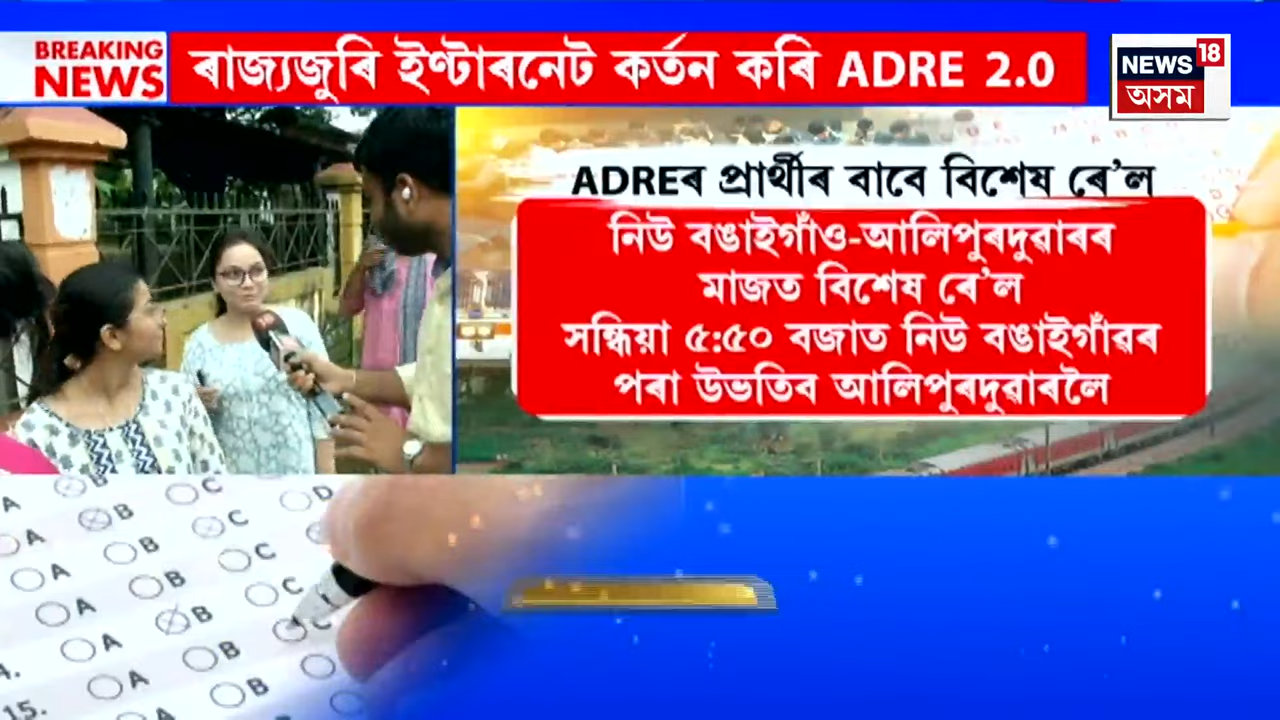 BREAKING
NEWS
ৰাজ্যজুৰি ইণ্টাৰনেট কৰ্তন কৰি ADRE 2.0
NEWS 18
অসম
ADREৰ প্ৰাৰ্থীৰ বাবে বিশেষ ৰে’ল
নিউ বঙাইগাঁও-আলিপুৰদুৱাৰৰ
মাজত বিশেষ ৰে’ল
সন্ধিয়া ৫:৫০ বজাত নিউ বঙাইগাঁৱৰ
পৰা উভতিব আলিপুৰদুৱাৰলৈ
A B C D
A B C
A B C
A B C
A B C
A B
15.